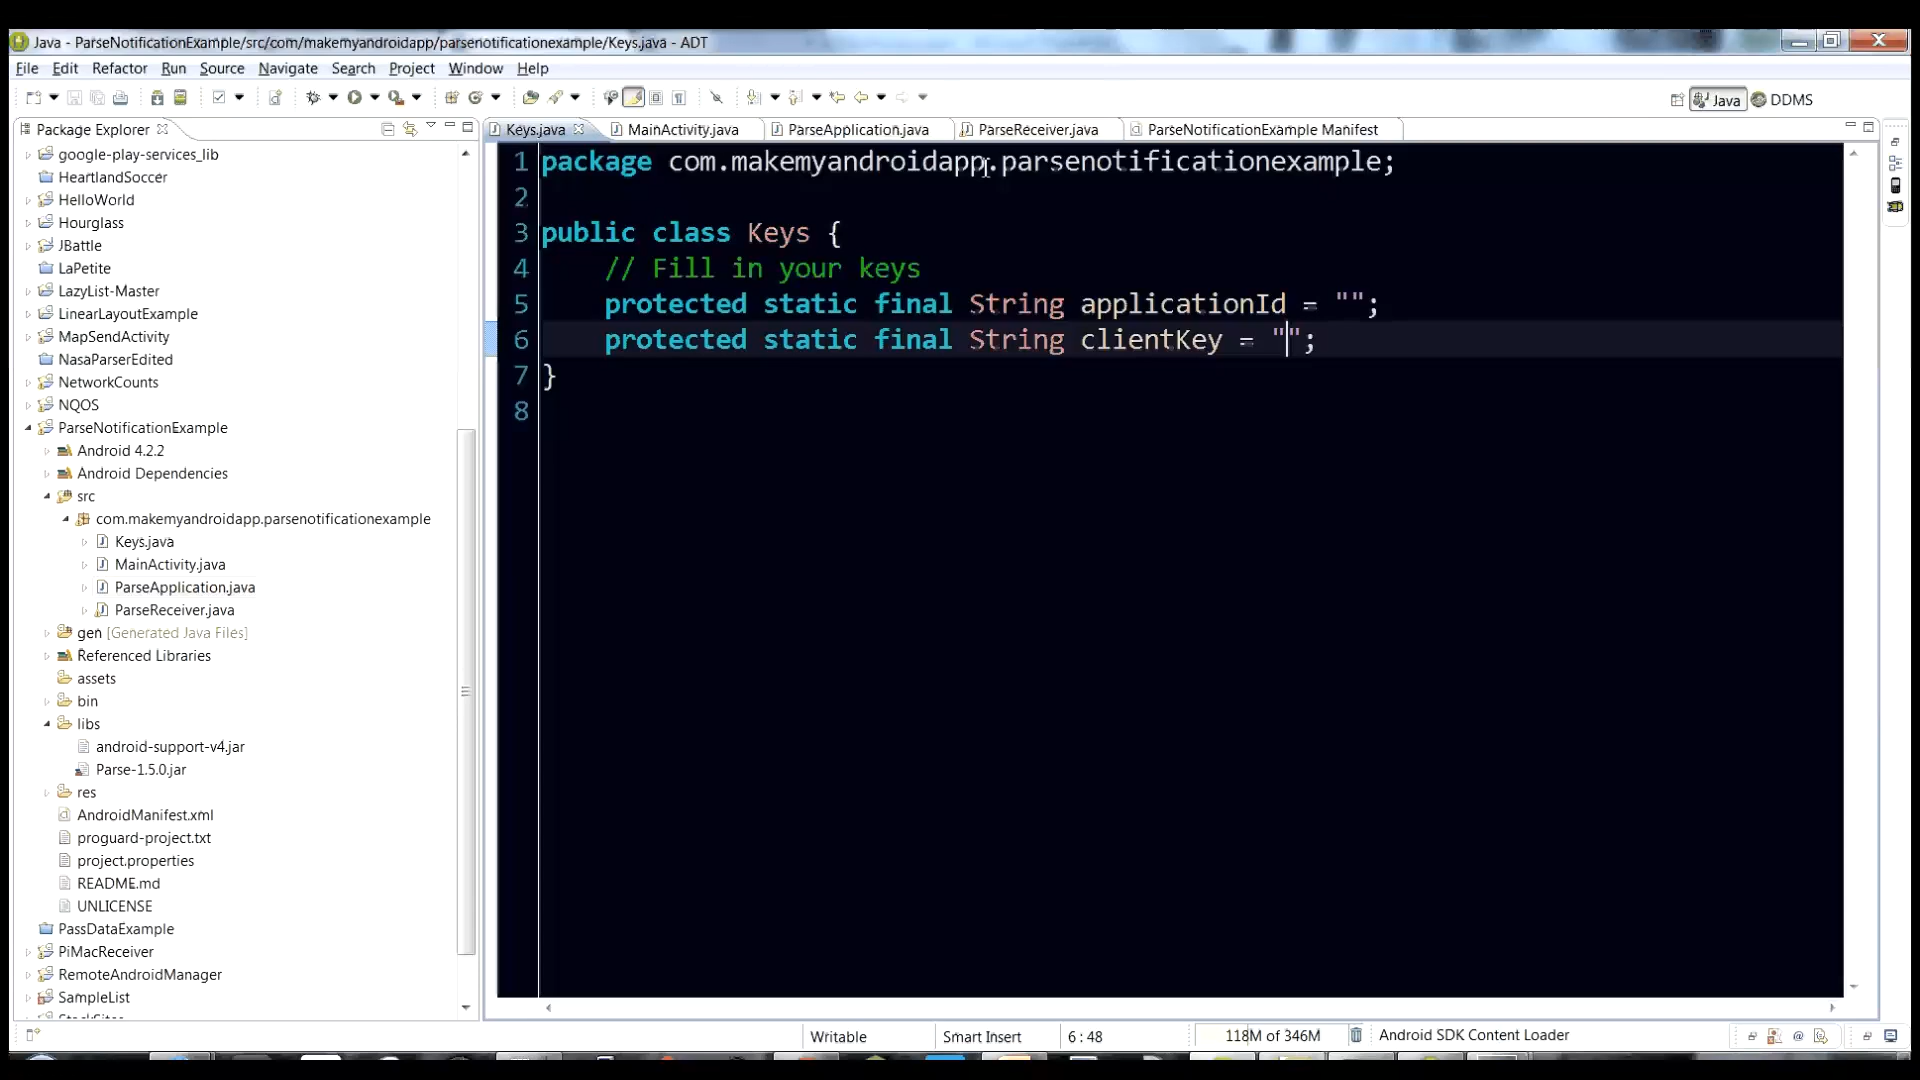 Java - ParseNotificationExample/src/com/makemyandroidapp/parsenotificationexample/Keys.java - ADT
File Edit Refactor Run Source Navigate Search Project Window Help
Java DDMS
Package Explorer
Keys.java MainActivity.java ParseApplication.java ParseReceiver.java ParseNotificationExample Manifest
google-play-services_lib
HeartlandSoccer
HelloWorld
Hourglass
JBattle
LaPetite
LazyList-Master
LinearLayoutExample
MapSendActivity
NasaParserEdited
NetworkCounts
NQOS
ParseNotificationExample
Android 4.2.2
Android Dependencies
src
com.makemyandroidapp.parsenotificationexample
Keys.java
MainActivity.java
ParseApplication.java
ParseReceiver.java
gen [Generated Java Files]
Referenced Libraries
assets
bin
libs
android-support-v4.jar
Parse-1.5.0.jar
res
AndroidManifest.xml
proguard-project.txt
project.properties
README.md
UNLICENSE
PassDataExample
PiMacReceiver
RemoteAndroidManager
SampleList
1 package com.makemyandroidapp.parsenotificationexample;
2
3 public class Keys {
4 // Fill in your keys
5 protected static final String applicationId = "";
6 protected static final String clientKey = "";
7 }
8
Writable Smart Insert 6 : 48 118M of 346M Android SDK Content Loader